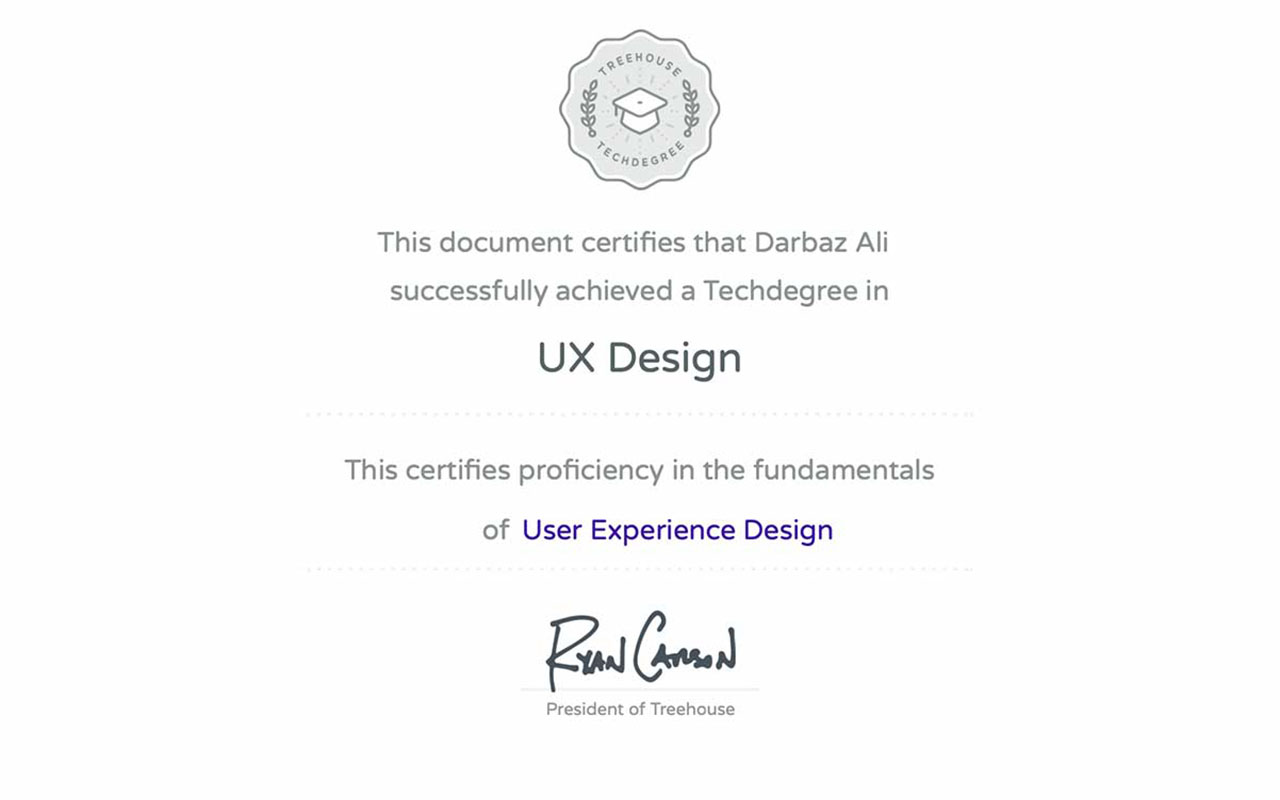 TREEHOUSE
TECHDEGREE
This document certifies that Darbaz Ali
successfully achieved a Techdegree in
UX Design
This certifies proficiency in the fundamentals
of User Experience Design
Ryan Carson
President of Treehouse